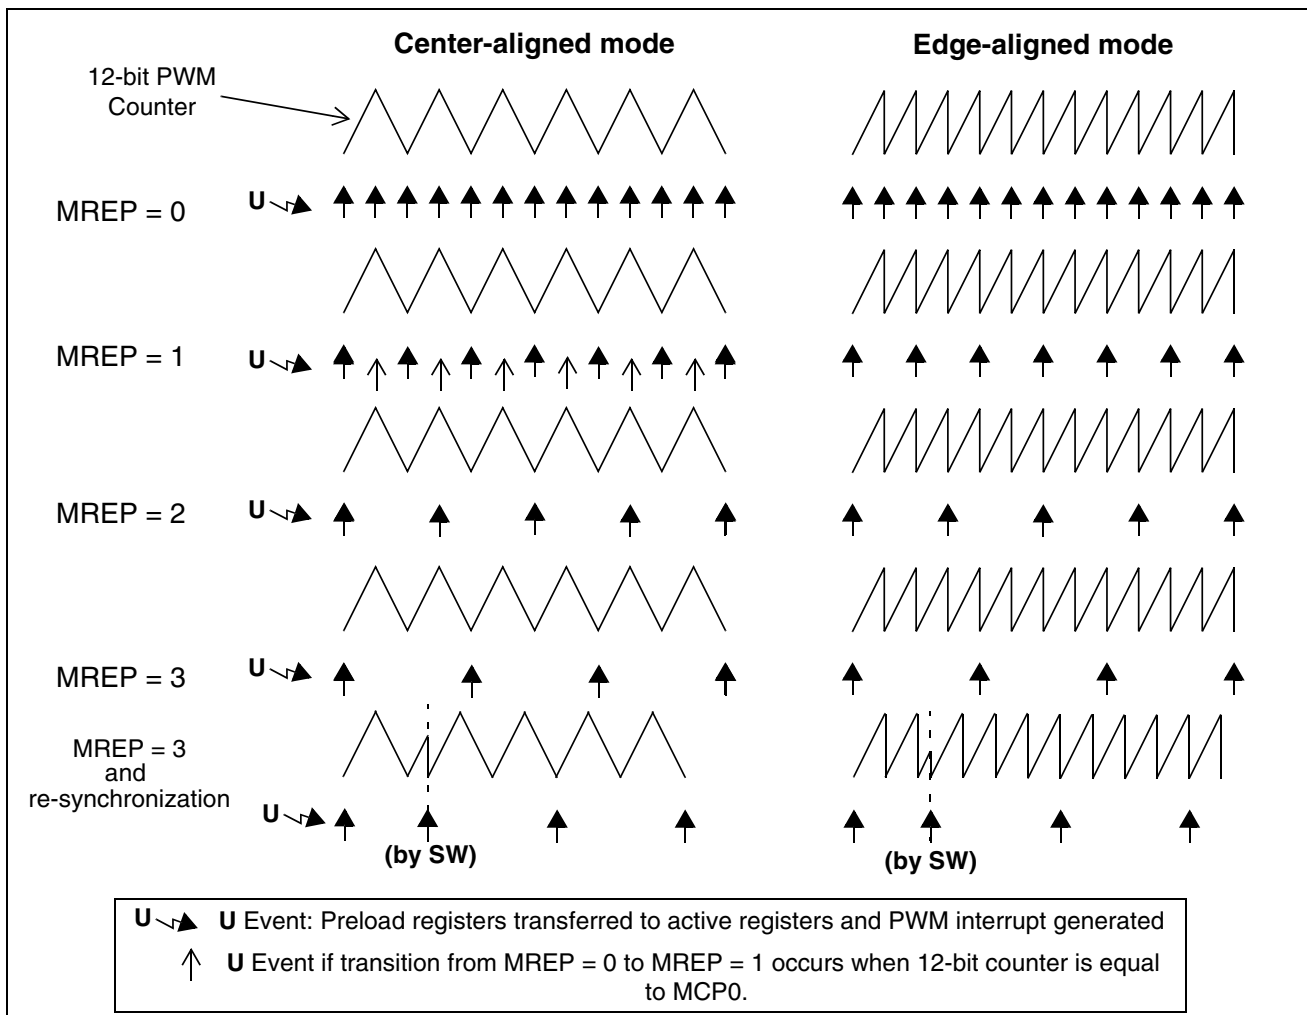 Center-aligned mode
Edge-aligned mode
12-bit PWM
Counter
U
MREP = 0
U
MREP = 1
U
MREP = 2
U
MREP = 3
MREP = 3
and
re-synchronization
U
(by SW)
(by SW)
U U Event: Preload registers transferred to active registers and PWM interrupt generated
U Event if transition from MREP = 0 to MREP = 1 occurs when 12-bit counter is equal
to MCP0.